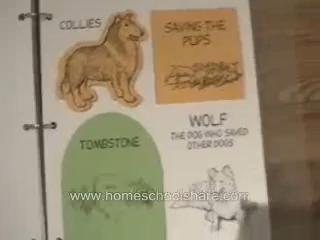 COLLIES
SAVING THE
PUPS
TOMBSTONE
WOLF
THE DOG WHO SAVED
OTHER DOGS
www.homeschoolshare.com